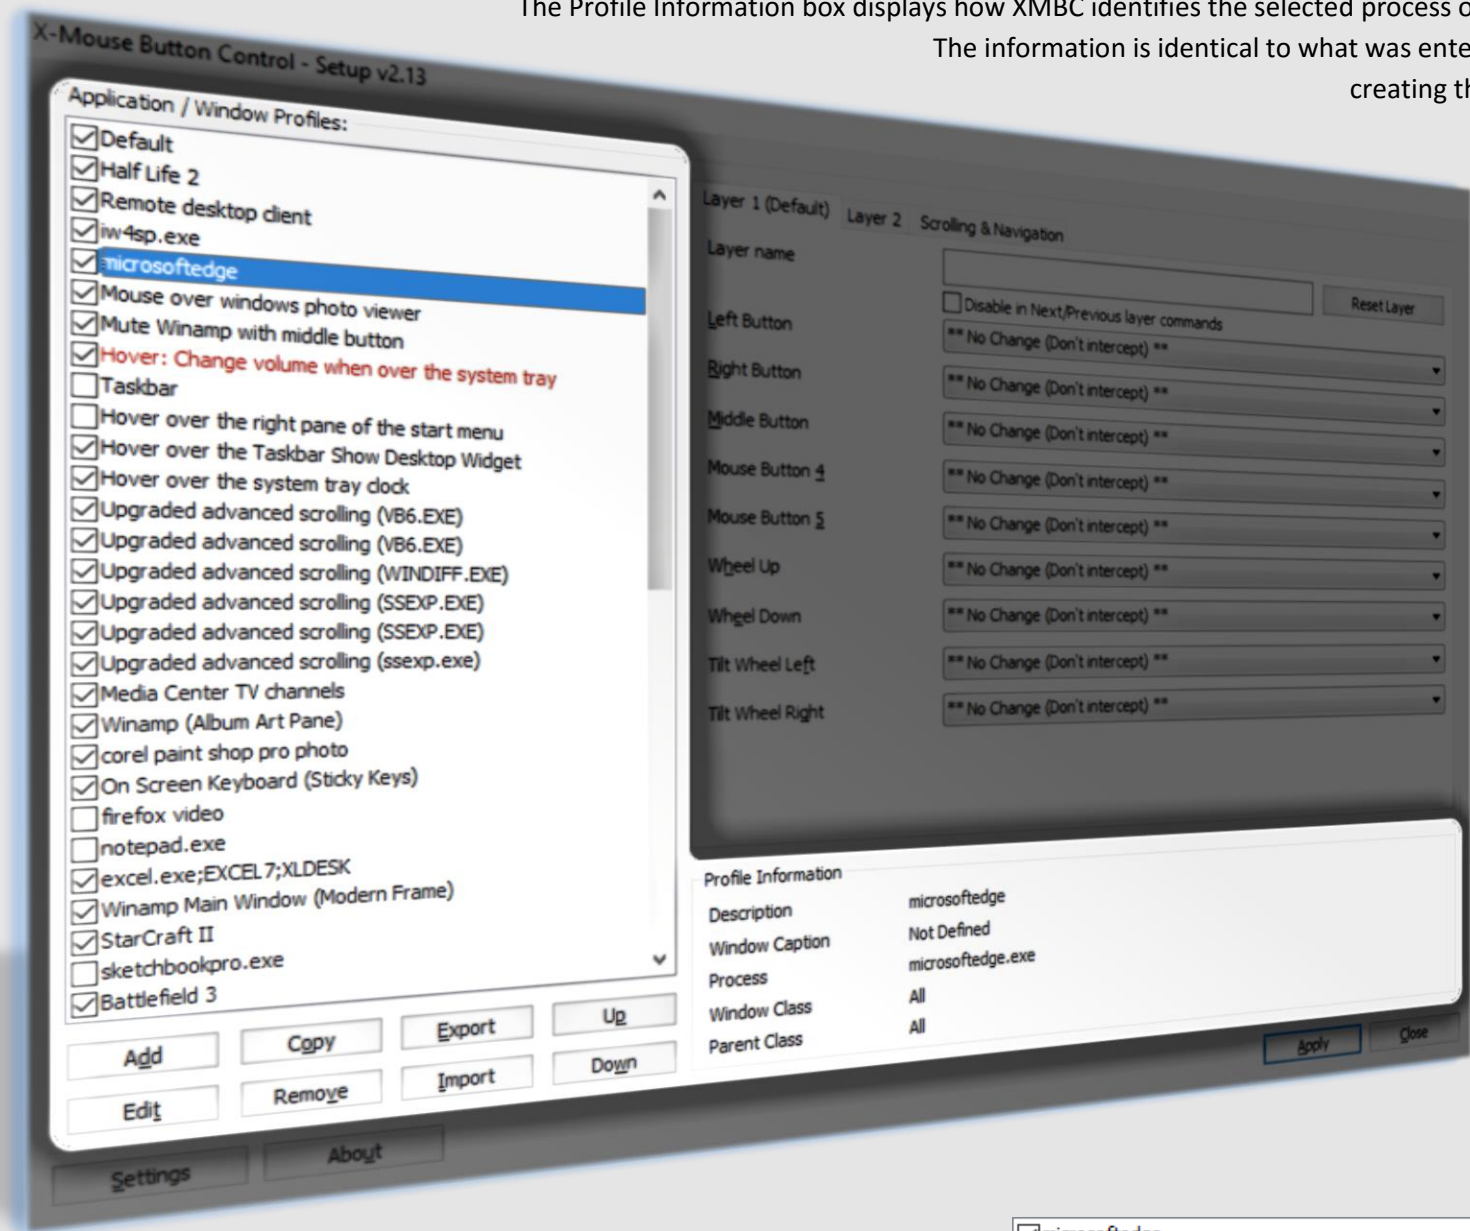 The Profile Information box displays how XMBC identifies the selected process
The information is identical to what was
creating
X-Mouse Button Control - Setup v2.13
Application / Window Profiles:
Default
Half Life 2
Remote desktop client
iw4sp.exe
microsoftedge
Mouse over windows photo viewer
Mute Winamp with middle button
Hover: Change volume when over the system tray
Taskbar
Hover over the right pane of the start menu
Hover over the Taskbar Show Desktop Widget
Hover over the system tray clock
Upgraded advanced scrolling (VB6.EXE)
Upgraded advanced scrolling (VB6.EXE)
Upgraded advanced scrolling (WINDIFF.EXE)
Upgraded advanced scrolling (SSEXP.EXE)
Upgraded advanced scrolling (SSEXP.EXE)
Upgraded advanced scrolling (ssexp.exe)
Media Center TV channels
Winamp (Album Art Pane)
corel paint shop pro photo
On Screen Keyboard (Sticky Keys)
firefox video
notepad.exe
excel.exe;EXCEL7;XLDESK
Winamp Main Window (Modern Frame)
StarCraft II
sketchbookpro.exe
Battlefield 3
Add Copy Export Up
Edit Remove Import Down
Settings About
Layer 1 (Default) Layer 2 Scrolling & Navigation
Layer name Reset Layer
Disable in Next/Previous layer commands
Left Button ** No Change (Don't intercept) **
Right Button ** No Change (Don't intercept) **
Middle Button ** No Change (Don't intercept) **
Mouse Button 4 ** No Change (Don't intercept) **
Mouse Button 5 ** No Change (Don't intercept) **
Wheel Up ** No Change (Don't intercept) **
Wheel Down ** No Change (Don't intercept) **
Tilt Wheel Left ** No Change (Don't intercept) **
Tilt Wheel Right ** No Change (Don't intercept) **
Profile Information
Description microsoftedge
Window Caption Not Defined
Process microsoftedge.exe
Window Class All
Parent Class All
Apply Close